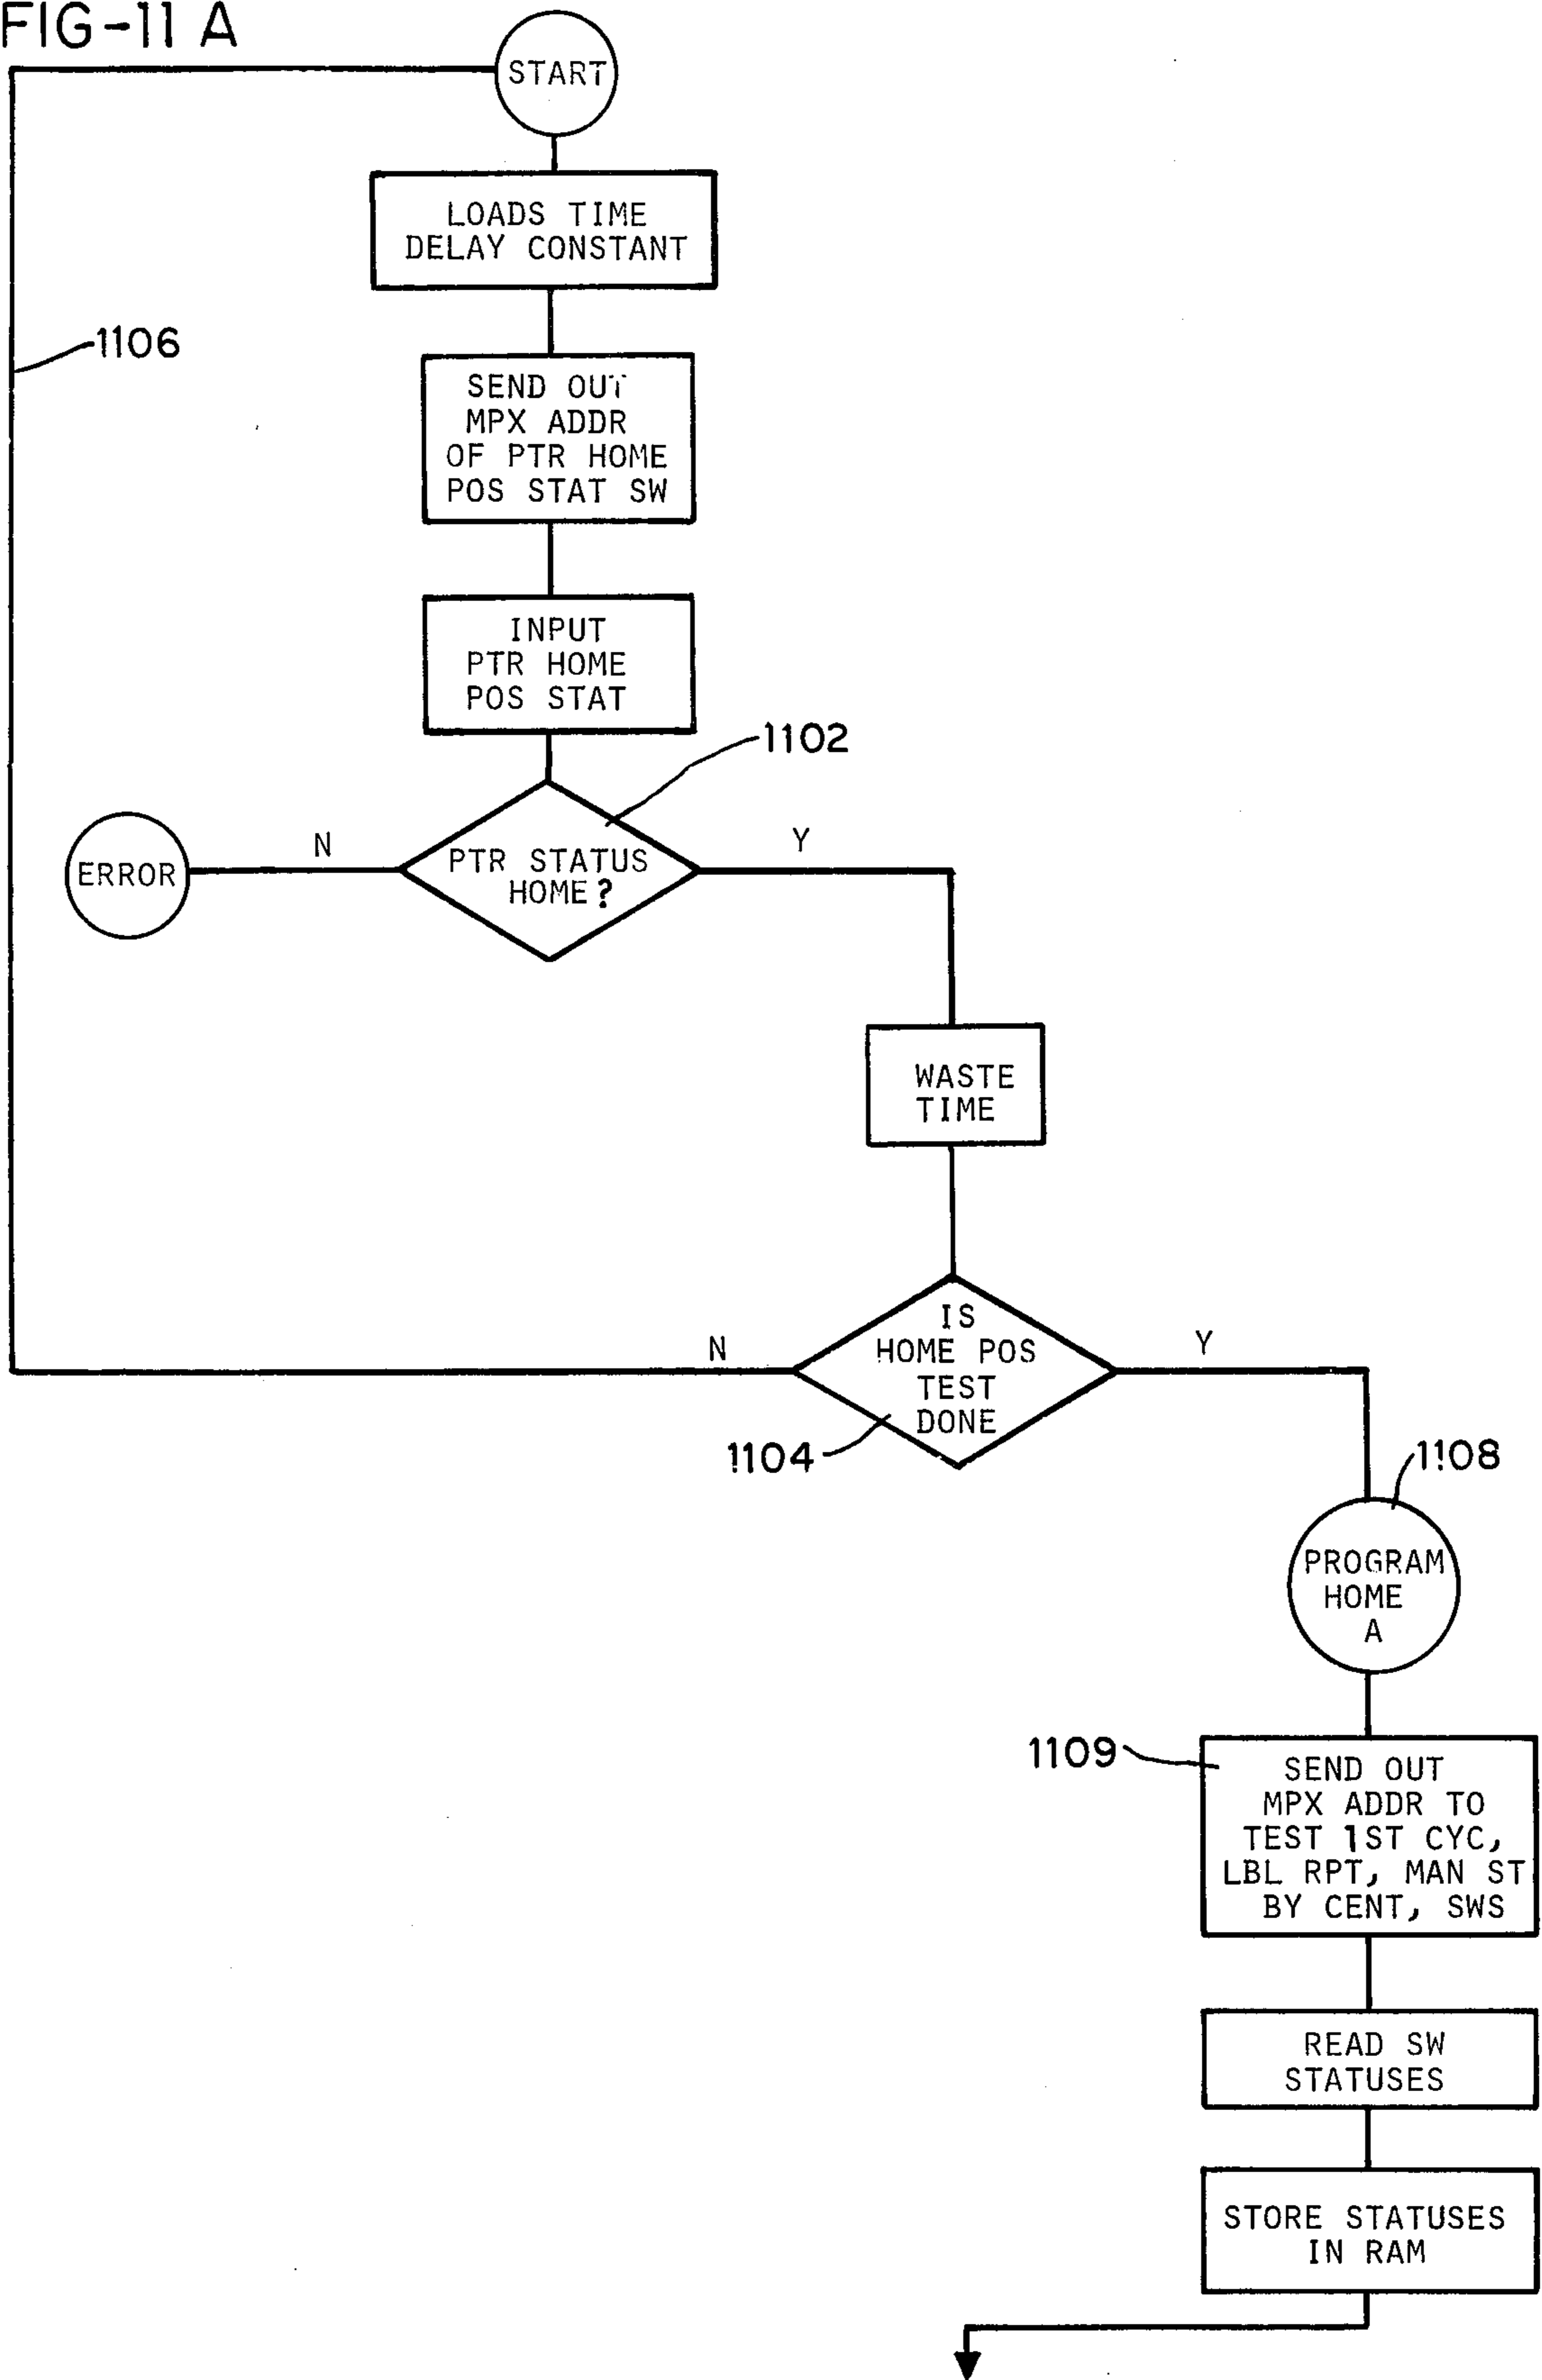 FIG-11 A
START
LOADS TIME
DELAY CONSTANT
1106
SEND OUT
MPX ADDR
OF PTR HOME
POS STAT SW
INPUT
PTR HOME
POS STAT
1102
N
Y
ERROR
PTR STATUS
HOME?
WASTE
TIME
IS
HOME POS
TEST
DONE
N
Y
1104
1108
PROGRAM
HOME
A
1109
SEND OUT
MPX ADDR TO
TEST 1ST CYC,
LBL RPT, MAN ST
BY CENT, SWS
READ SW
STATUSES
STORE STATUSES
IN RAM